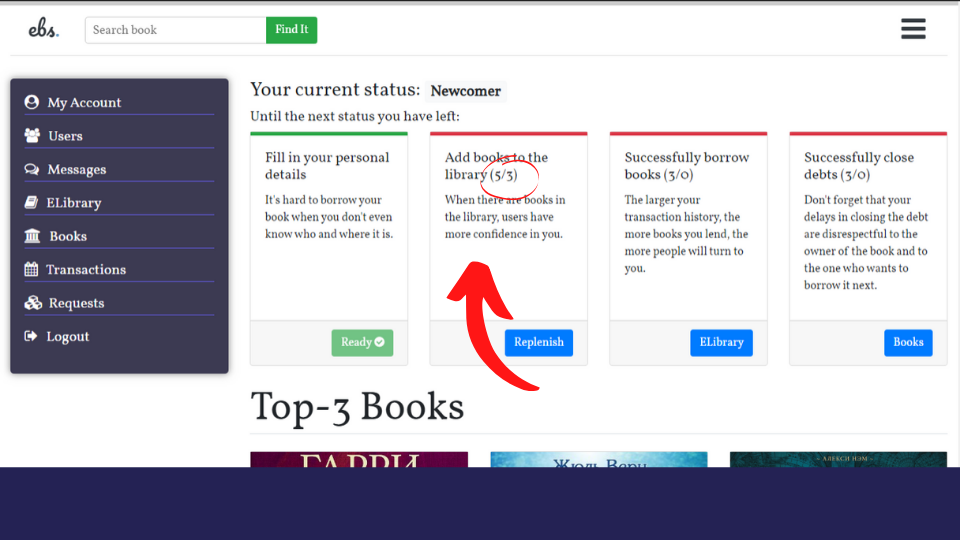 ebs.
Search book
Find It
My Account
Users
Messages
ELibrary
Books
Transactions
Requests
Logout
Your current status: Newcomer
Until the next status you have left:
Fill in your personal
details
It's hard to borrow your
book when you don't even
know who and where it is.
Ready
Add books to the
library (5/3)
When there are books in
the library, users have
more confidence in you.
Replenish
Successfully borrow
books (3/0)
The larger your
transaction history, the
more books you lend, the
more people will turn to
you.
ELibrary
Successfully close
debts (3/0)
Don't forget that your
delays in closing the debt
are disrespectful to the
owner of the book and to
the one who wants to
borrow it next.
Books
Top-3 Books
ГАРРИ
Жюль Верн
АЛЕКСИ НЭМ